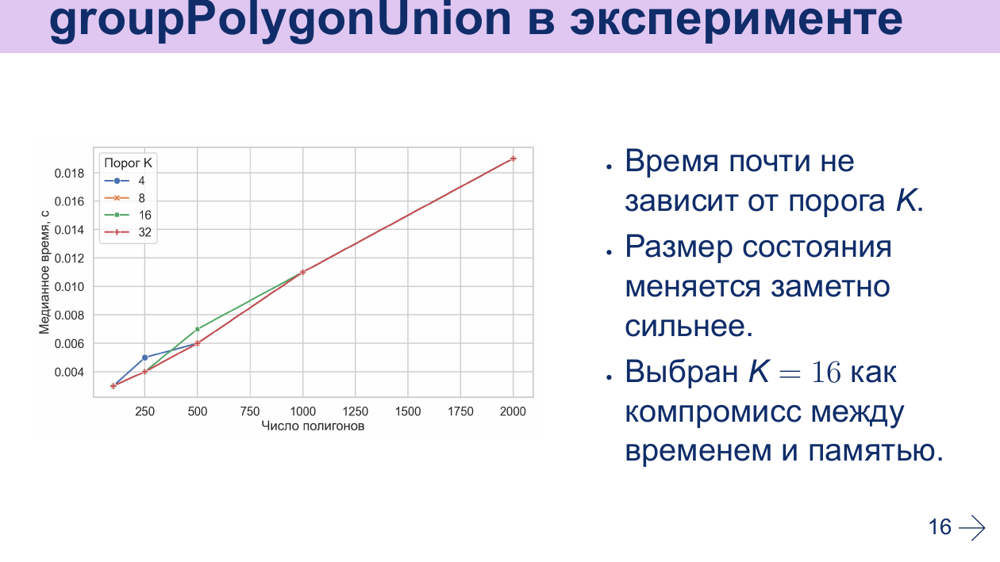 groupPolygonUnion в эксперименте
Порог K
4
8
16
32
0.018
0.016
0.014
0.012
0.010
0.008
0.006
0.004
Медианное время, с
250 500 750 1000 1250 1500 1750 2000
Число полигонов
• Время почти не
зависит от порога K.
• Размер состояния
меняется заметно
сильнее.
• Выбран K = 16 как
компромисс между
временем и памятью.
16